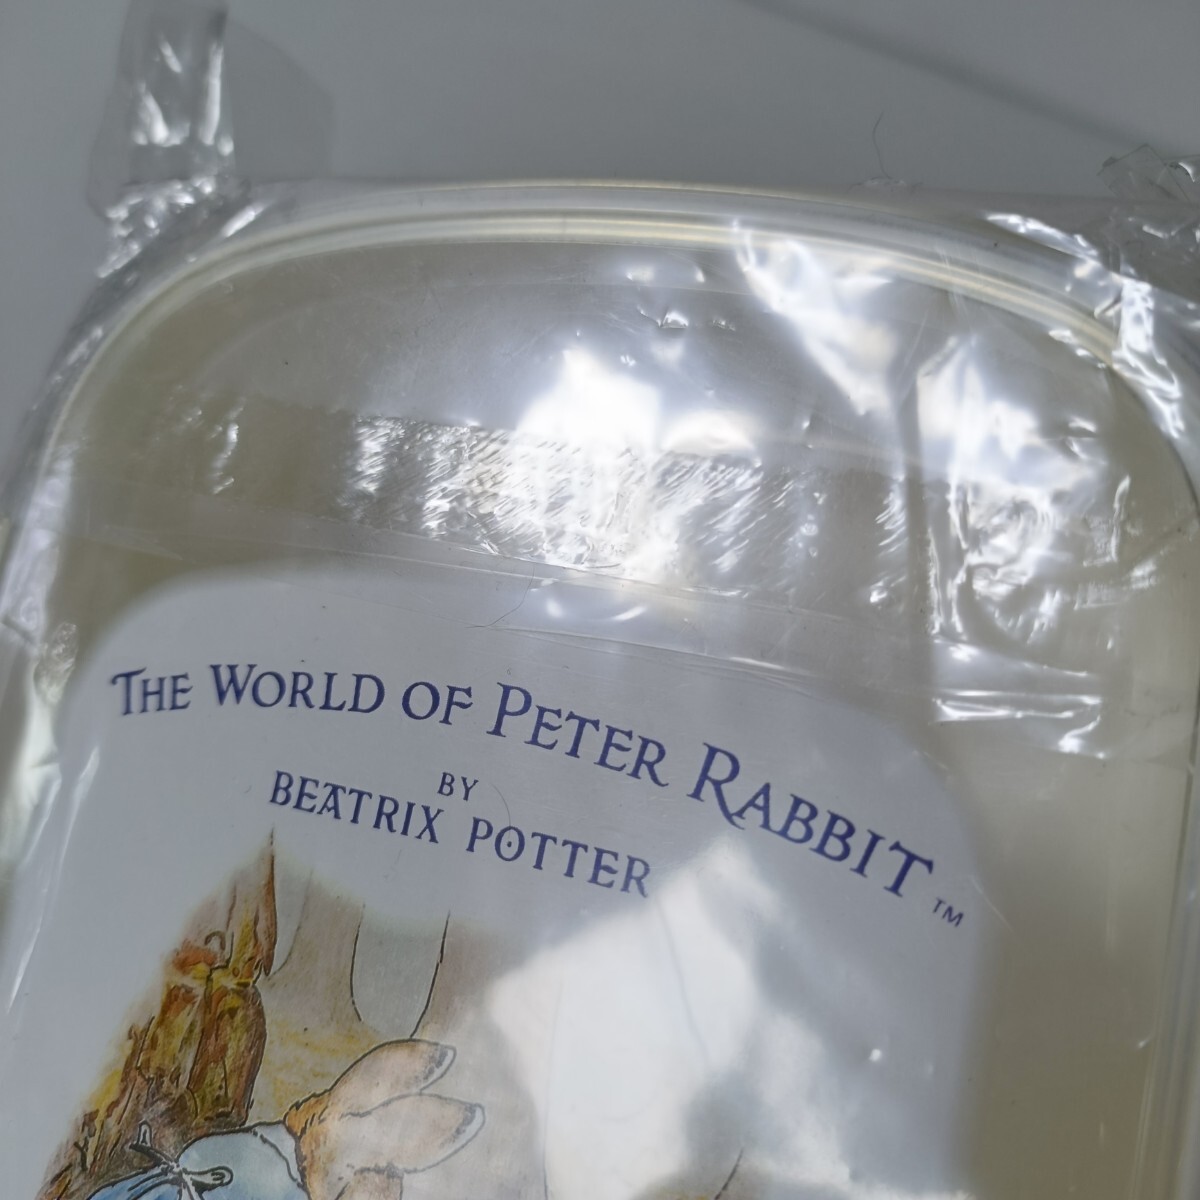 THE WORLD OF PETER RABBIT™
BY
BEATRIX POTTER